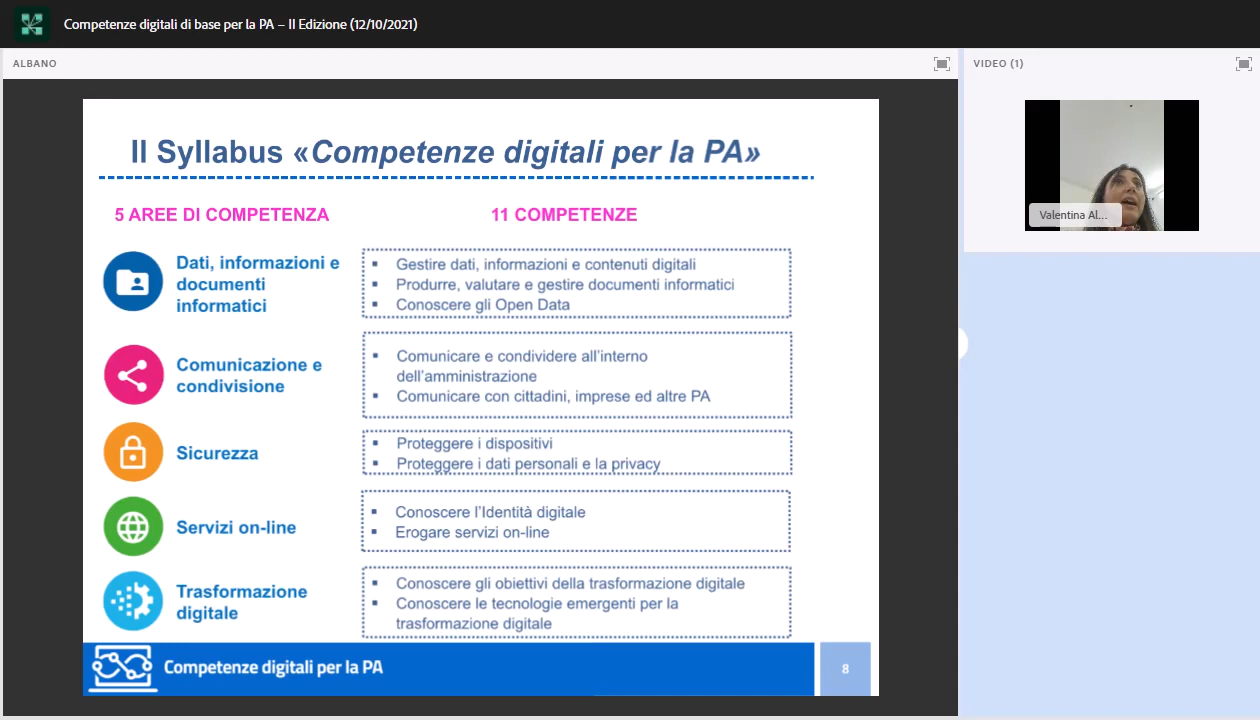 Competenze digitali di base per la PA – II Edizione (12/10/2021)
ALBANO
VIDEO (1)
Valentina Al...
Il Syllabus «Competenze digitali per la PA»
5 AREE DI COMPETENZA
11 COMPETENZE
Dati, informazioni e
documenti
informatici
▪ Gestire dati, informazioni e contenuti digitali
▪ Produrre, valutare e gestire documenti informatici
▪ Conoscere gli Open Data
Comunicazione e
condivisione
▪ Comunicare e condividere all’interno
dell’amministrazione
▪ Comunicare con cittadini, imprese ed altre PA
Sicurezza
▪ Proteggere i dispositivi
▪ Proteggere i dati personali e la privacy
Servizi on-line
▪ Conoscere l’Identità digitale
▪ Erogare servizi on-line
Trasformazione
digitale
▪ Conoscere gli obiettivi della trasformazione digitale
▪ Conoscere le tecnologie emergenti per la
trasformazione digitale
Competenze digitali per la PA
8